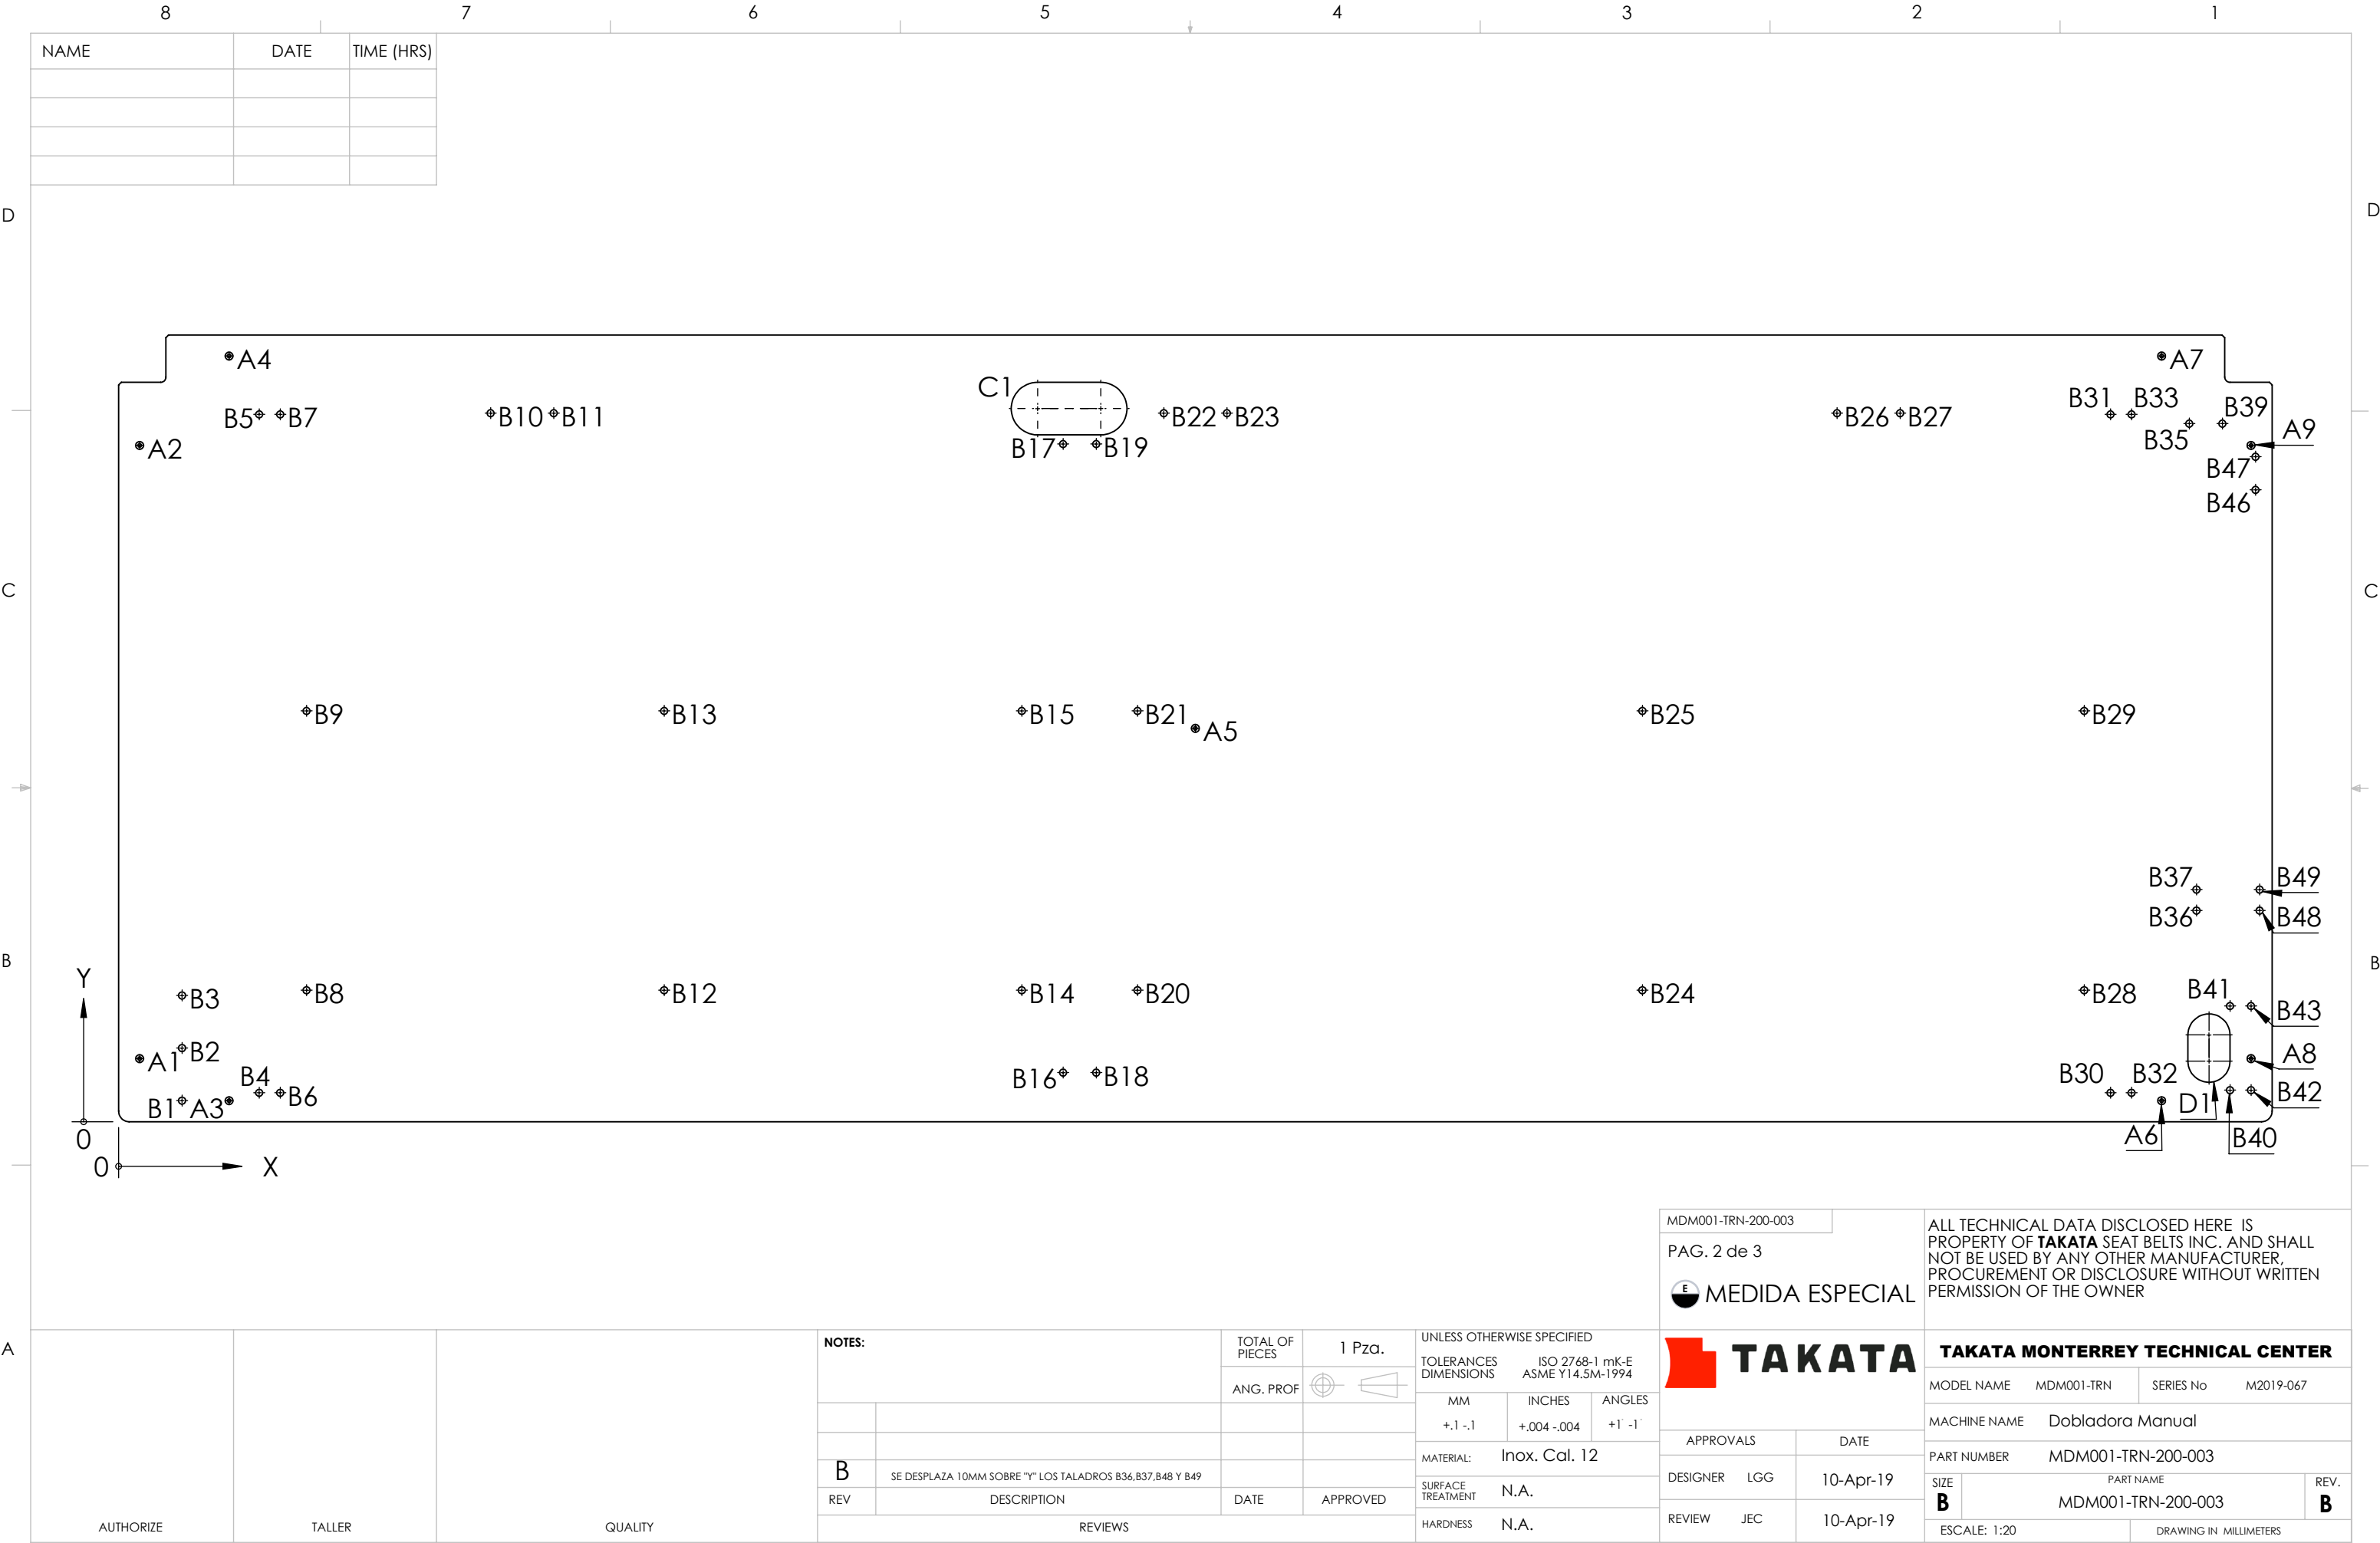 8 7 6 5 4 3 2 1
NAME DATE TIME (HRS)
D D
A4 A7
C1
B5 B7 B10 B11 B22 B23 B26 B27 B31 B33 B39
A2 B17 B19 B35 A9
B47
B46
C C
B9 B13 B15 B21 B25 B29
A5
B37 B49
B36 B48
B B
Y
B3 B8 B12 B14 B20 B24 B28 B41 B43
A1 B2 A8
B4 B6 B16 B18 B30 B32 B42
B1 A3 D1
0 A6 B40
0 X
MDM001-TRN-200-003
PAG. 2 de 3
E MEDIDA ESPECIAL
ALL TECHNICAL DATA DISCLOSED HERE IS
PROPERTY OF TAKATA SEAT BELTS INC. AND SHALL
NOT BE USED BY ANY OTHER MANUFACTURER,
PROCUREMENT OR DISCLOSURE WITHOUT WRITTEN
PERMISSION OF THE OWNER
A
AUTHORIZE TALLER QUALITY
NOTES:
TOTAL OF
PIECES
1 Pza.
ANG. PROF
B SE DESPLAZA 10MM SOBRE "Y" LOS TALADROS B36,B37,B48 Y B49
REV DESCRIPTION DATE APPROVED
REVIEWS
UNLESS OTHERWISE SPECIFIED
TOLERANCES ISO 2768-1 mK-E
DIMENSIONS ASME Y14.5M-1994
MM INCHES ANGLES
+.1 -.1 +.004 -.004 +1° -1°
MATERIAL: Inox. Cal. 12
SURFACE
TREATMENT
N.A.
HARDNESS N.A.
TAKATA
APPROVALS DATE
DESIGNER LGG 10-Apr-19
REVIEW JEC 10-Apr-19
TAKATA MONTERREY TECHNICAL CENTER
MODEL NAME MDM001-TRN SERIES No M2019-067
MACHINE NAME Dobladora Manual
PART NUMBER MDM001-TRN-200-003
SIZE PART NAME REV.
B MDM001-TRN-200-003 B
ESCALE: 1:20 DRAWING IN MILLIMETERS